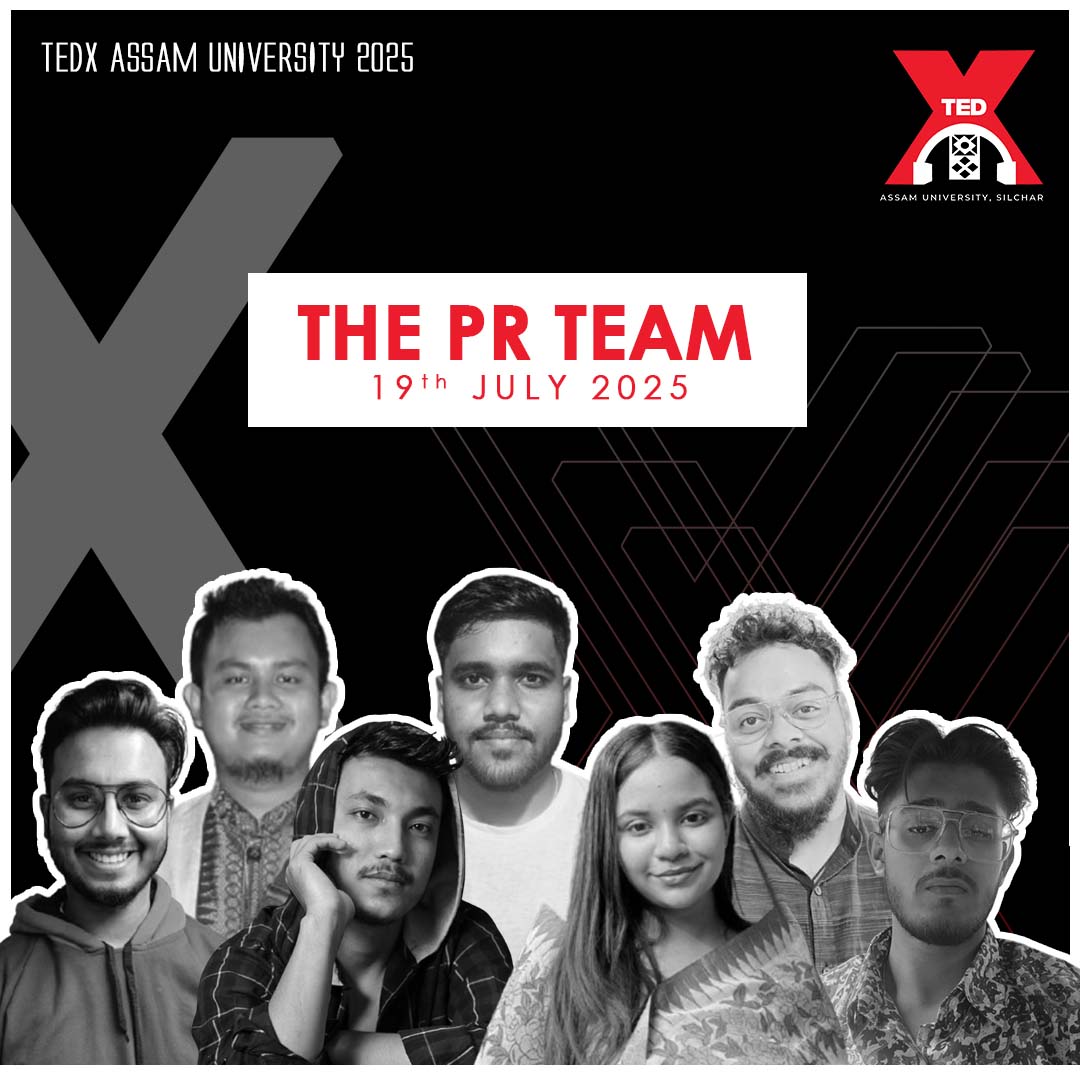 TEDX ASSAM UNIVERSITY 2025
TED
ASSAM UNIVERSITY, SILCHAR
THE PR TEAM
19th JULY 2025